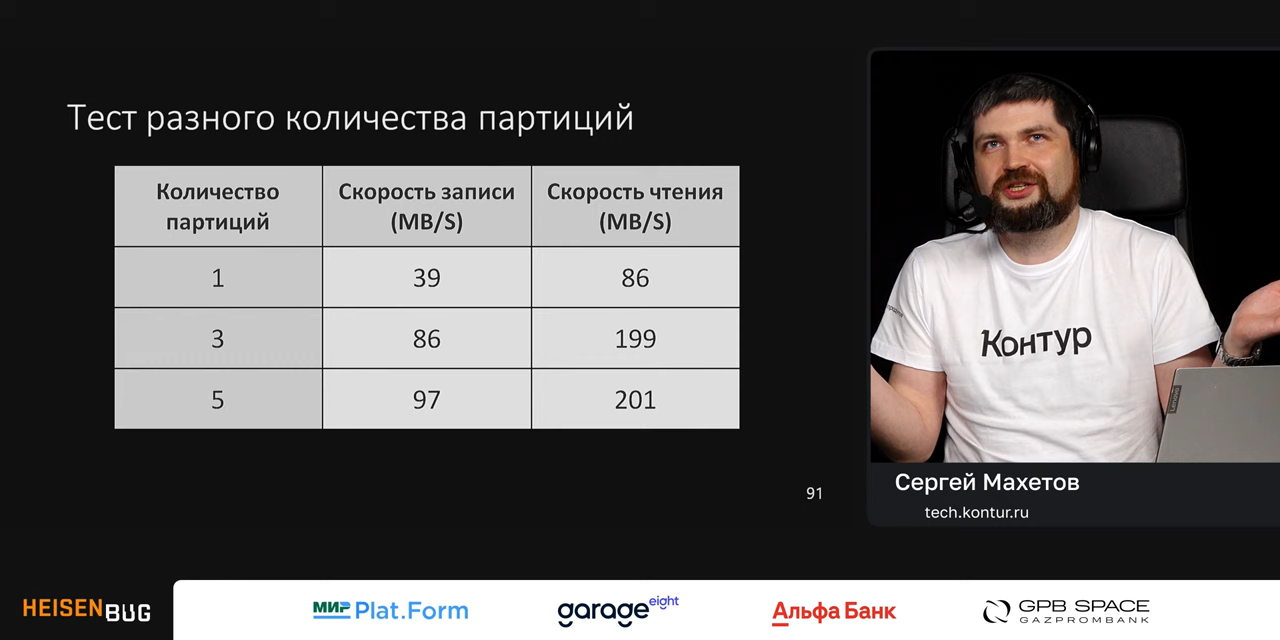 Тест разного количества партиций
Количество партиций
Скорость записи (MB/S)
Скорость чтения (MB/S)
1
39
86
3
86
199
5
97
201
91
Контур
Lenovo
Сергей Махетов
tech.kontur.ru
HEISENBUG
МИР Plat.Form
garage eight
Альфа Банк
GPB SPACE
GAZPROMBANK